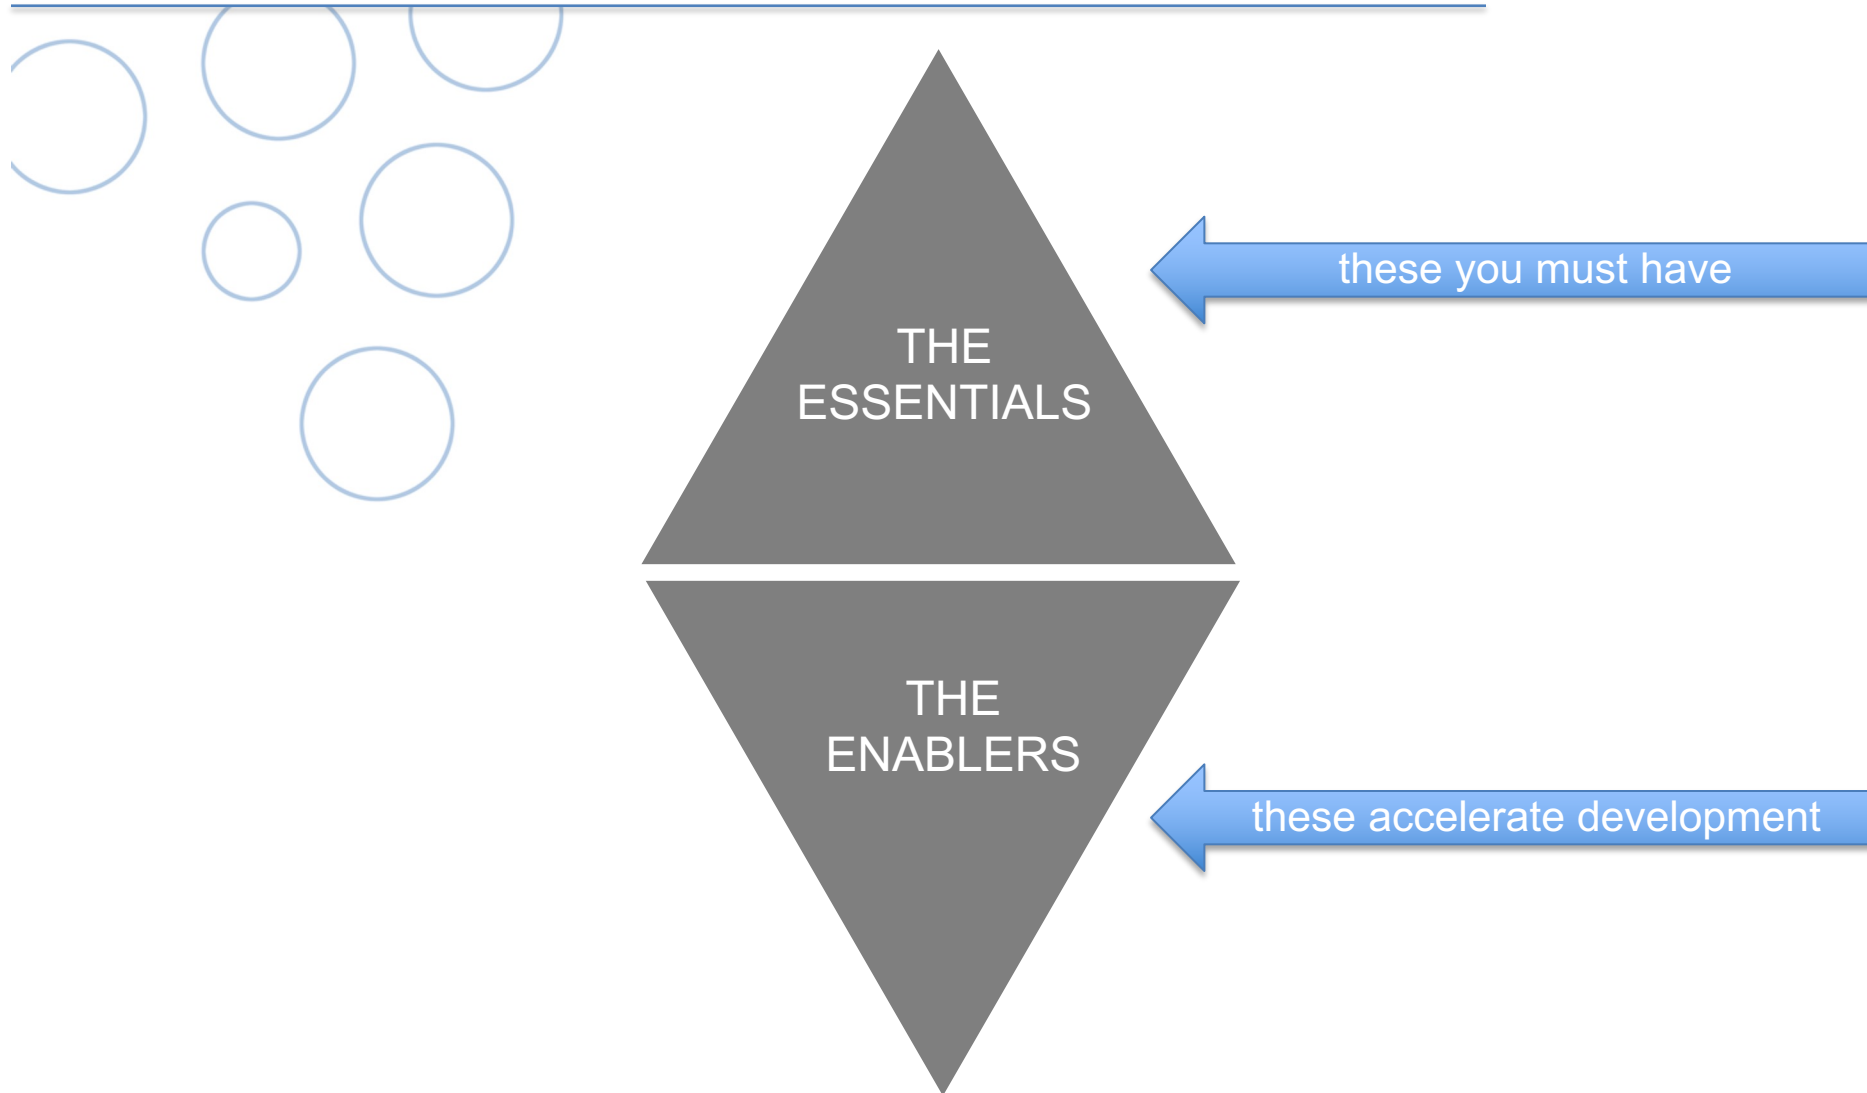 THE
ESSENTIALS
these you must have
THE
ENABLERS
these accelerate development